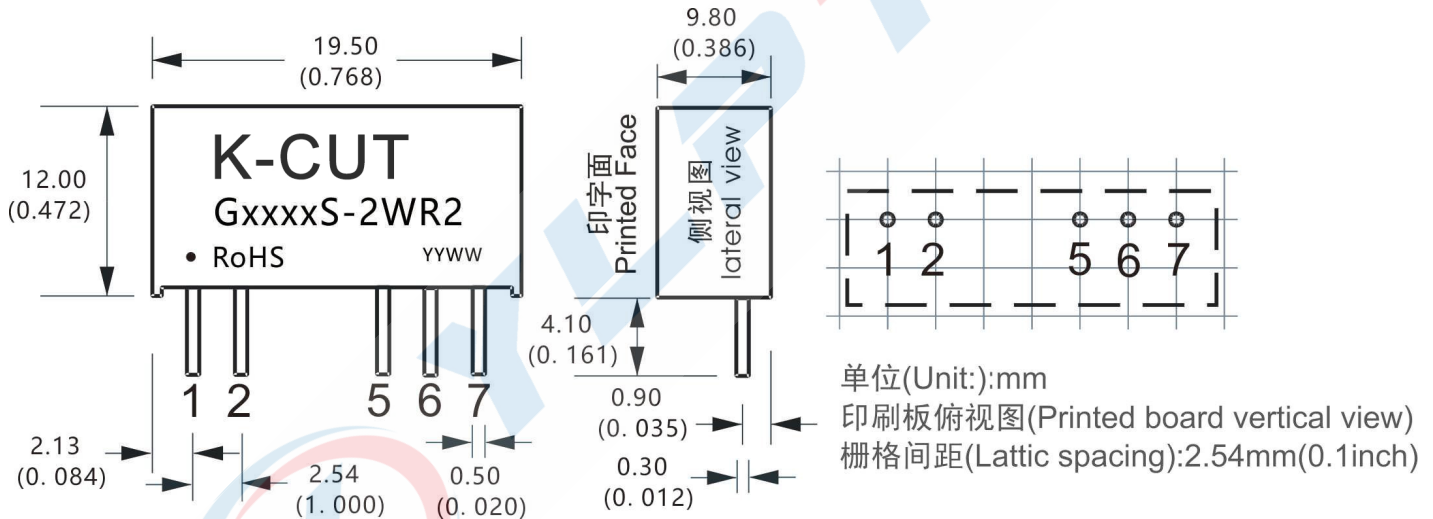 19.50
(0.768)
12.00
(0.472)
K-CUT
GxxxxS-2WR2
RoHS
YYWW
1 2 5 6 7
2.13
(0. 084)
2.54
(1. 000)
0.50
(0. 020)
9.80
(0.386)
印字面
Printed Face
侧视图
lateral view
4.10
(0. 161)
0.90
(0. 035)
0.30
(0. 012)
1 2 5 6 7
单位(Unit:):mm
印刷板俯视图(Printed board vertical view)
栅格间距(Lattic spacing):2.54mm(0.1inch)